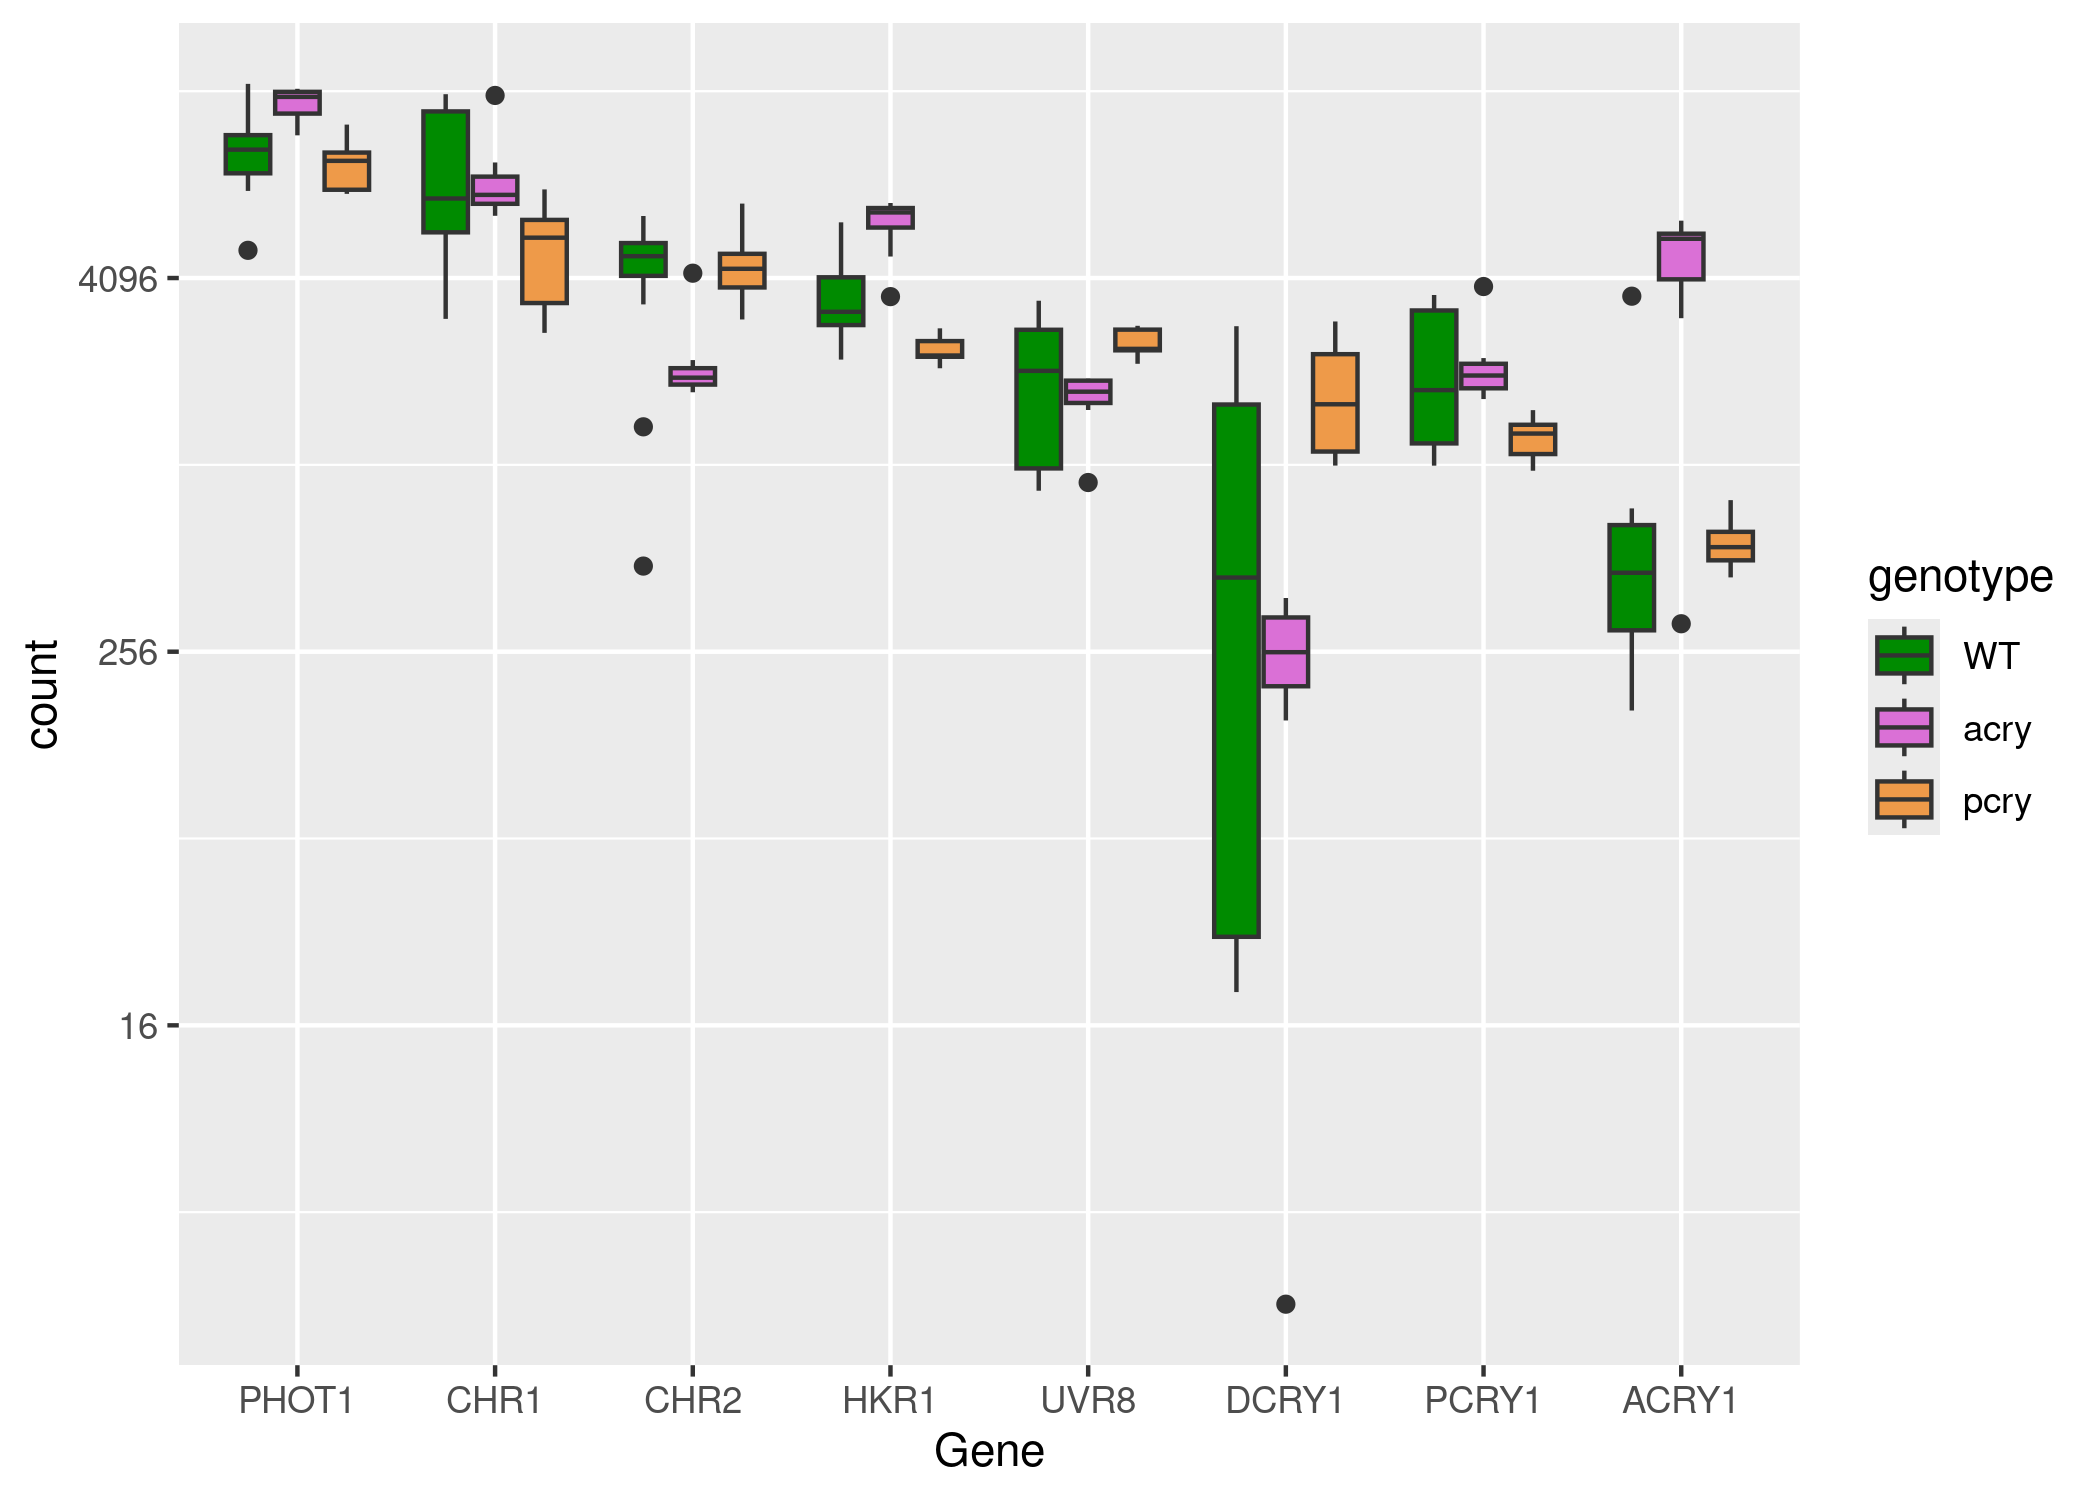 count
4096
256
16
PHOT1 CHR1 CHR2 HKR1 UVR8 DCRY1 PCRY1 ACRY1
Gene
genotype
WT
acry
pcry